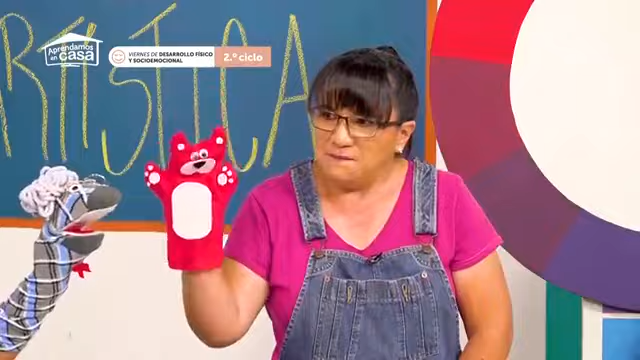 Aprendamos
en casa
VIERNES DE DESARROLLO FÍSICO
Y SOCIOEMOCIONAL
2.º ciclo
RTÍSTICA